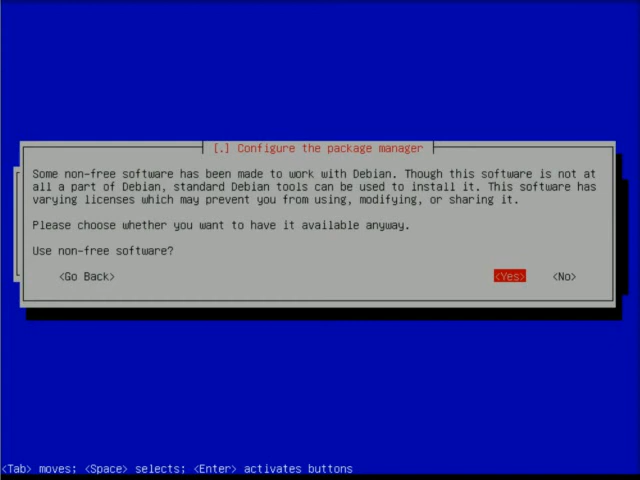 [.] Configure the package manager
Some non-free software has been made to work with Debian. Though this software is not at
all a part of Debian, standard Debian tools can be used to install it. This software has
varying licenses which may prevent you from using, modifying, or sharing it.
Please choose whether you want to have it available anyway.
Use non-free software?
<Go Back> <Yes> <No>
<Tab> moves; <Space> selects; <Enter> activates buttons